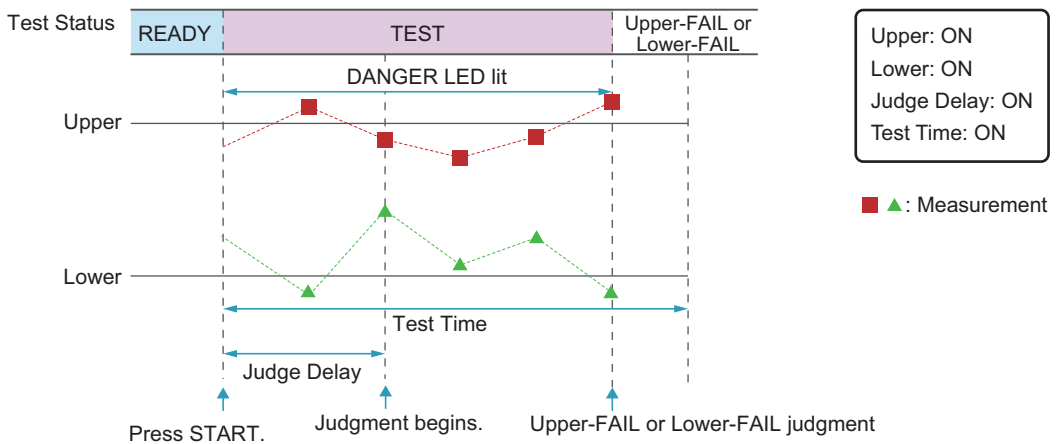 Test Status
READY
TEST
Upper-FAIL or
Lower-FAIL
DANGER LED lit
Upper
Lower
Test Time
Judge Delay
Press START.
Judgment begins.
Upper-FAIL or Lower-FAIL judgment
Upper: ON
Lower: ON
Judge Delay: ON
Test Time: ON
: Measurement